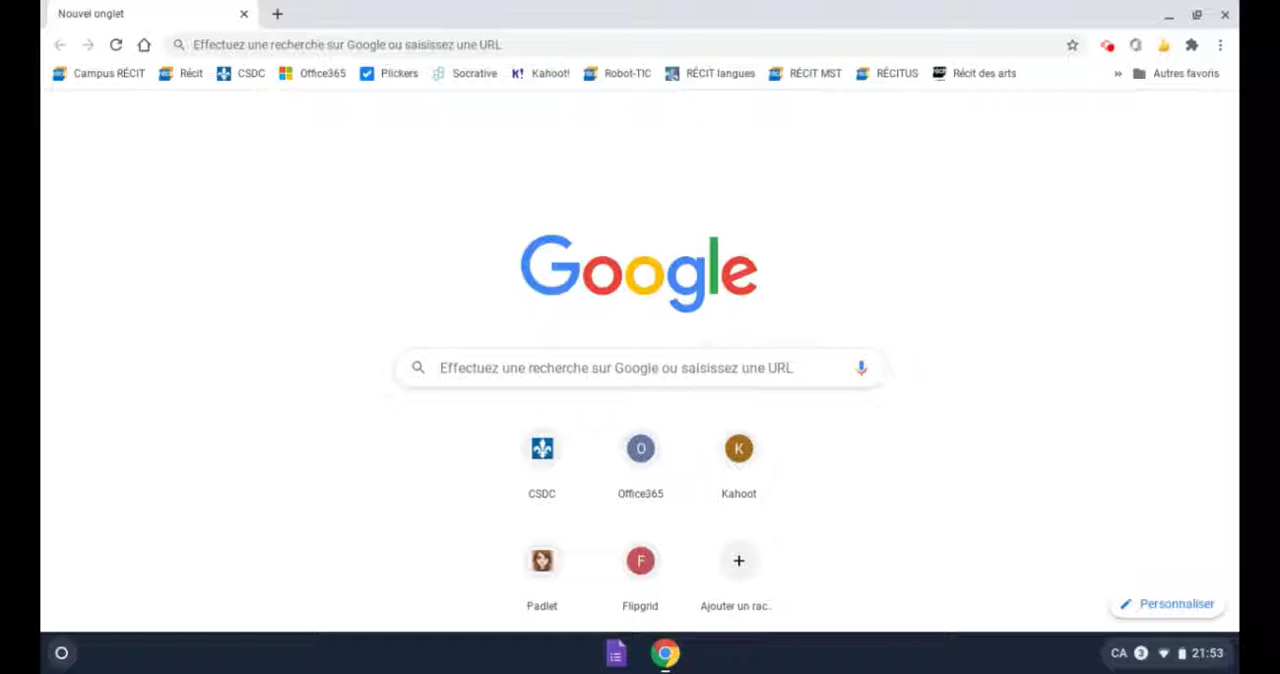 Nouvel onglet
Effectuez une recherche sur Google ou saisissez une URL
Campus RÉCIT Récit CSDC Office365 Plickers Socrative K! Kahoot! Robot-TIC RÉCIT langues RÉCIT MST RÉCITUS Récit des arts » Autres favoris
Google
Effectuez une recherche sur Google ou saisissez une URL
O K
CSDC Office365 Kahoot
F
Padlet Flipgrid Ajouter un rac..
Personnaliser
CA 3 21:53